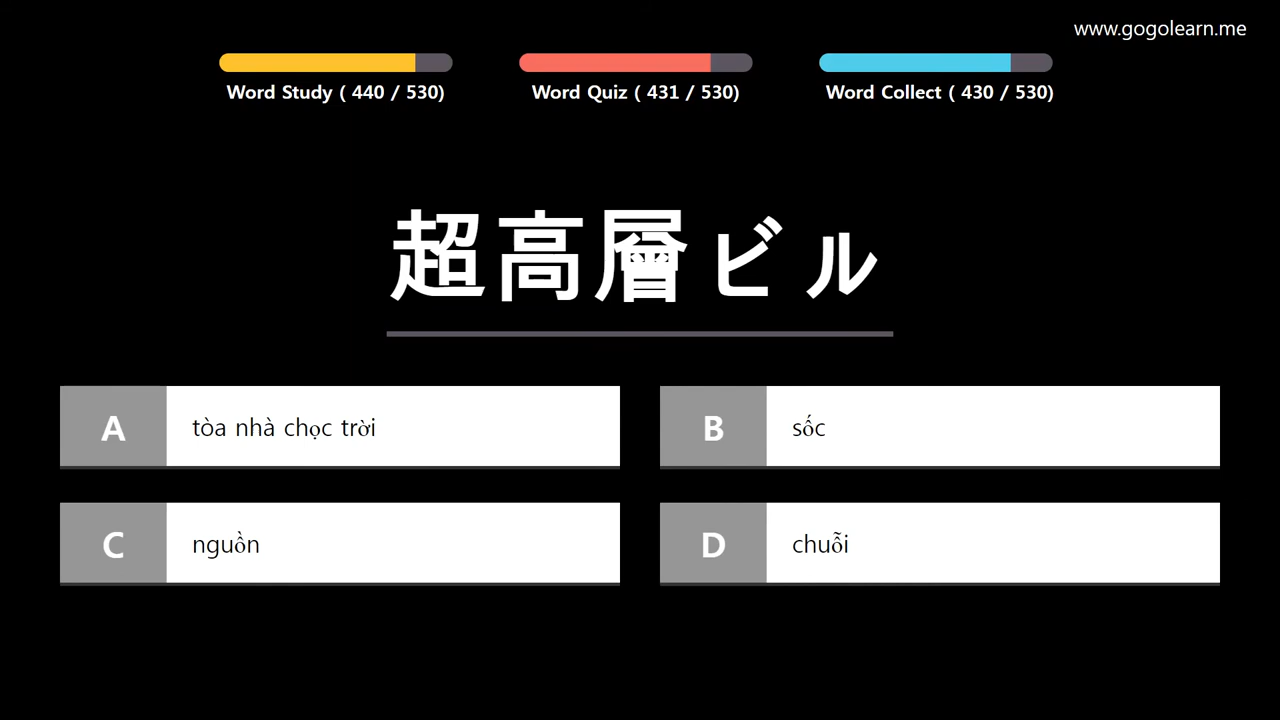 www.gogolearn.me
Word Study ( 440 / 530)
Word Quiz ( 431 / 530)
Word Collect ( 430 / 530)
超高層ビル
A tòa nhà chọc trời
B sốc
C nguồn
D chuỗi